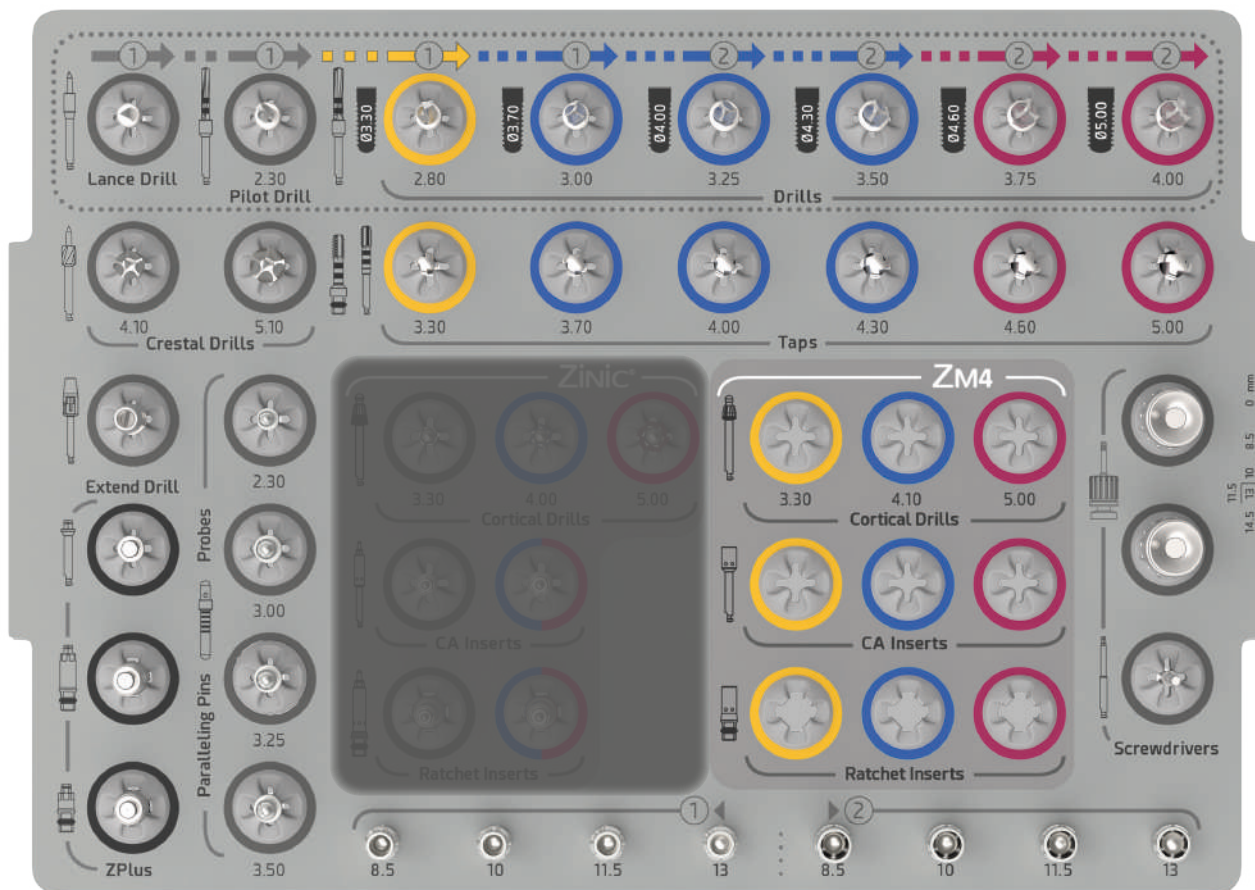 1 1 1 1 2 2 2 2
Ø3.30 Ø3.70 Ø4.00 Ø4.30 Ø4.60 Ø5.00
Lance Drill 2.30 2.80 3.00 3.25 3.50 3.75 4.00
Pilot Drill Drills
4.10 5.10 3.30 3.70 4.00 4.30 4.60 5.00
Crestal Drills Taps
ZiNiC® ZM4
0 mm
8.5
10
11.5
13
14.5
Extend Drill 2.30 3.30 4.00 5.00 3.30 4.10 5.00
Cortical Drills Cortical Drills
Probes
3.00
CA Inserts CA Inserts
Paralleling Pins
3.25
Screwdrivers
Ratchet Inserts Ratchet Inserts
1 2
ZPlus 3.50 8.5 10 11.5 13 8.5 10 11.5 13